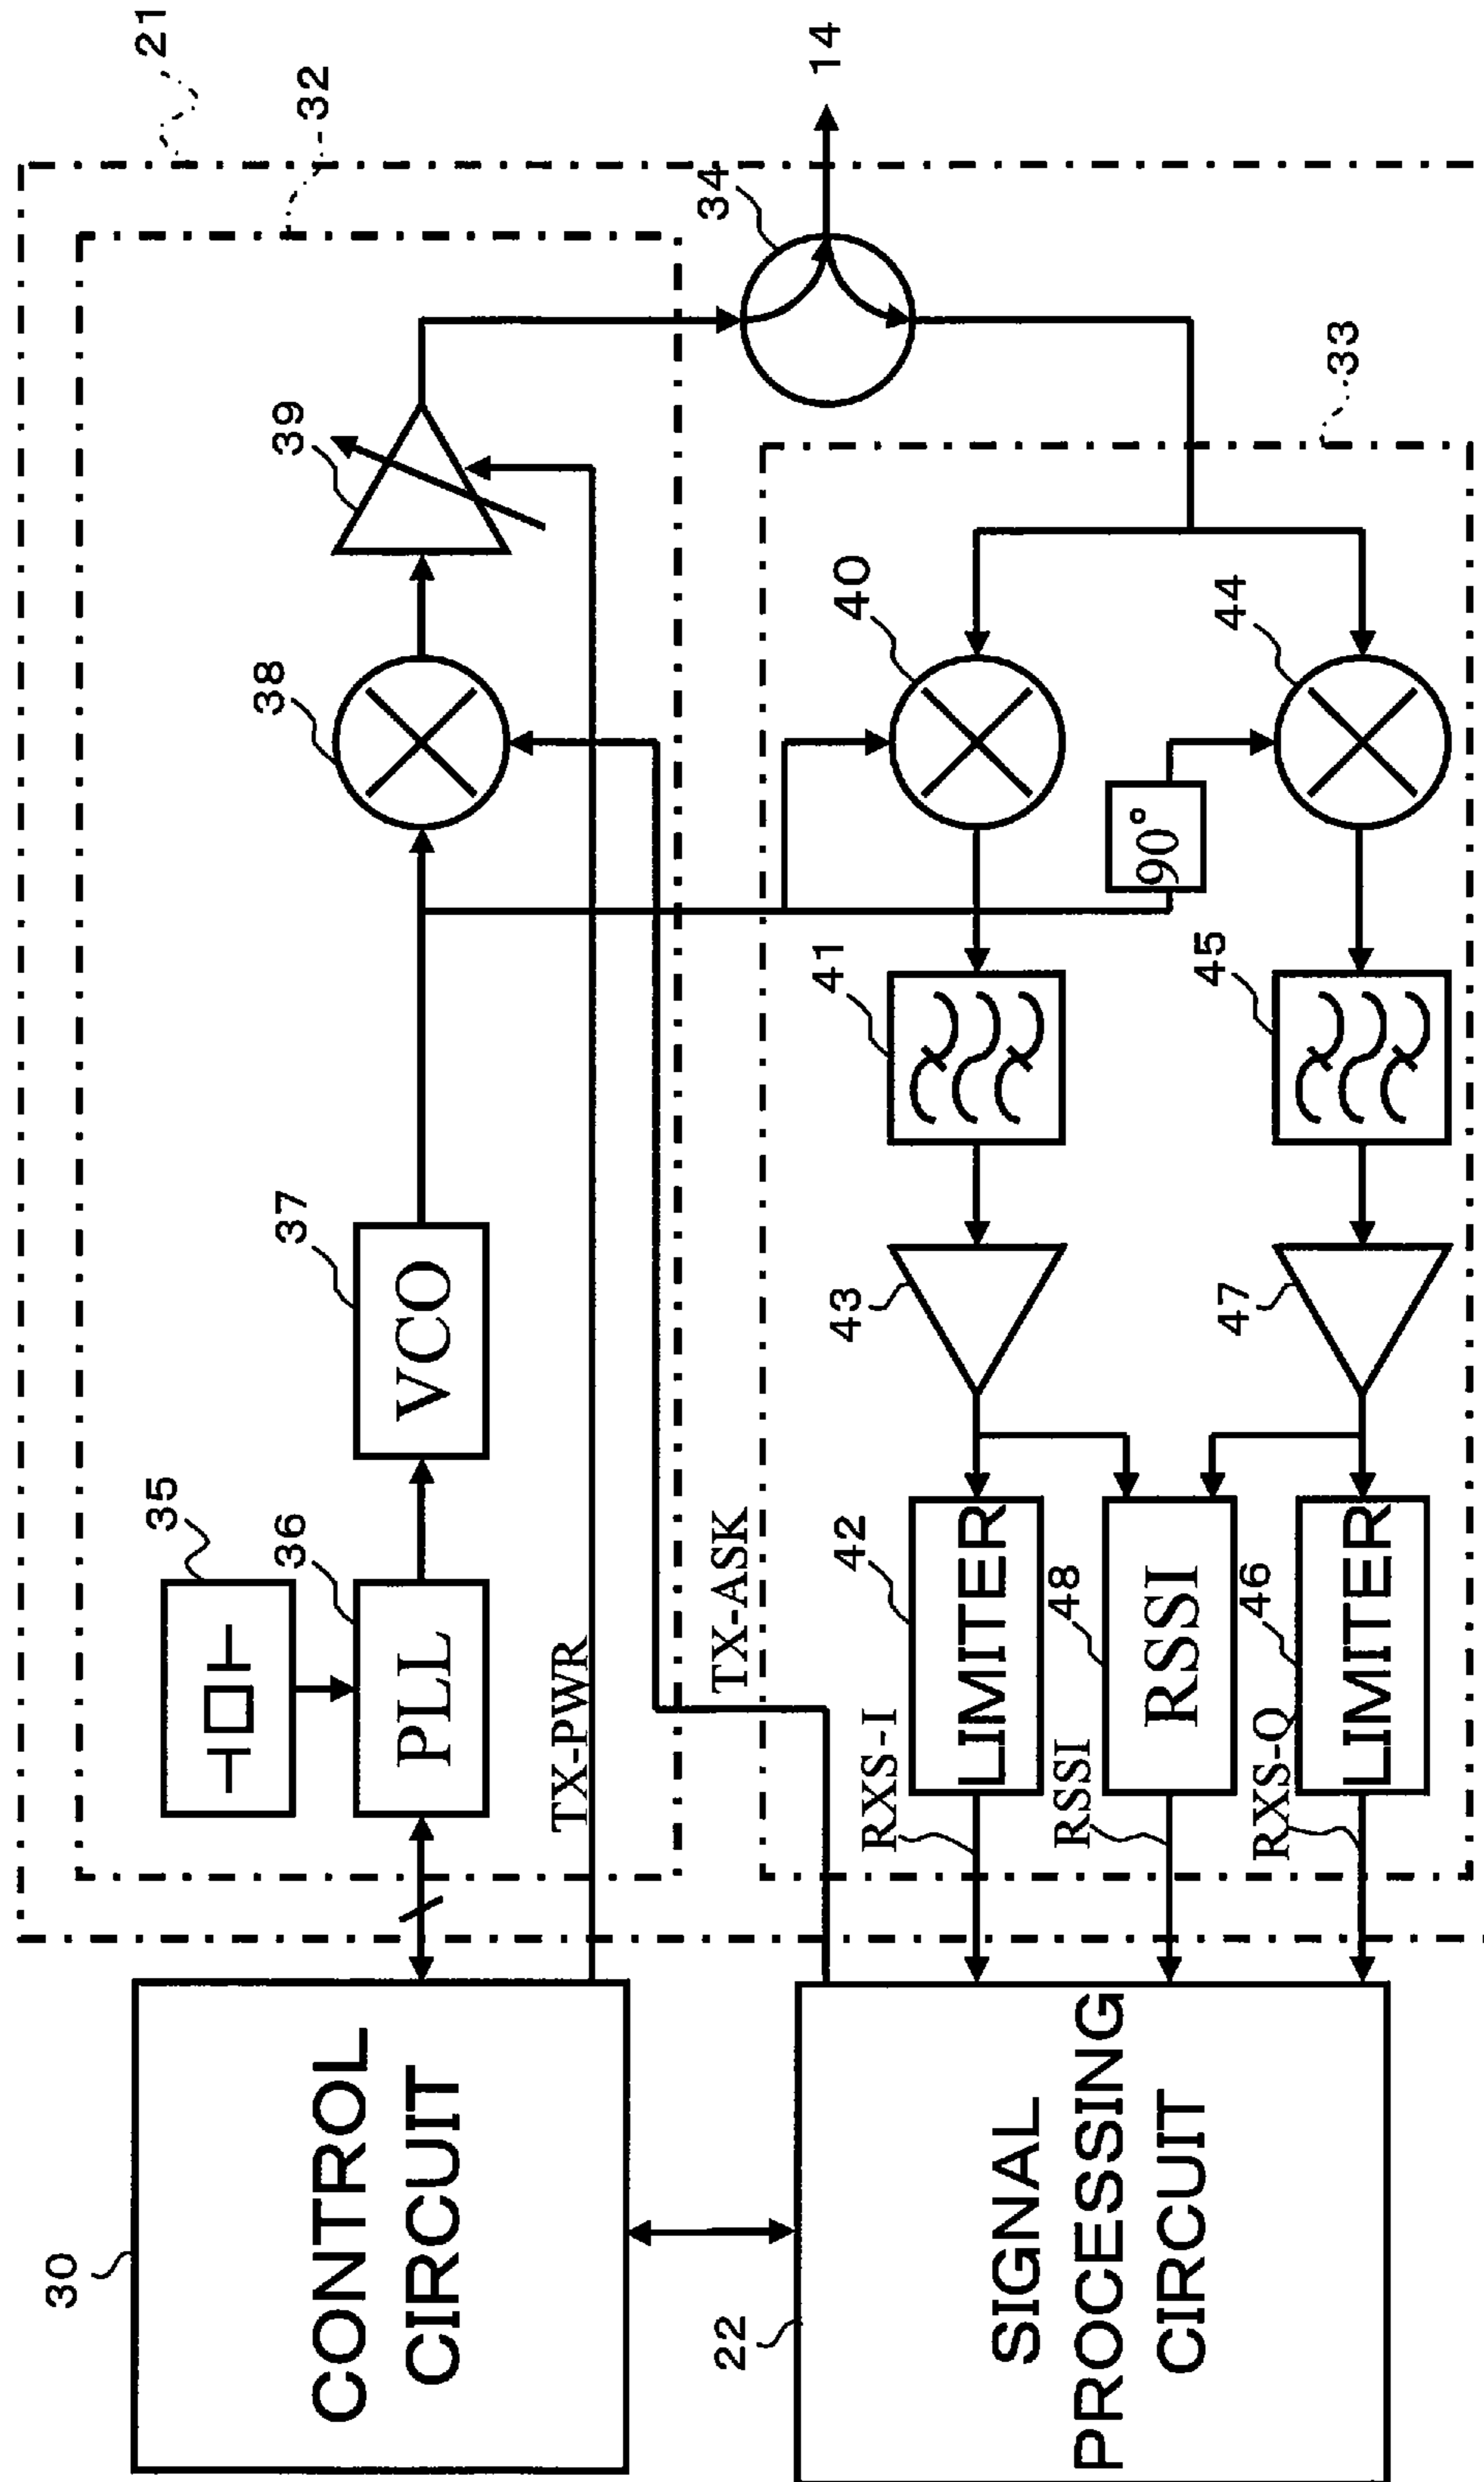 21
32
30
CONTROL
CIRCUIT
35
36
PLL
37
VCO
38
39
TX-PWR
34
14
TX-ASK
33
22
SIGNAL
PROCESSING
CIRCUIT
RXS-I
42
LIMITER
43
41
40
RSSI
48
RSSI
90°
RXS-Q
46
LIMITER
47
45
44